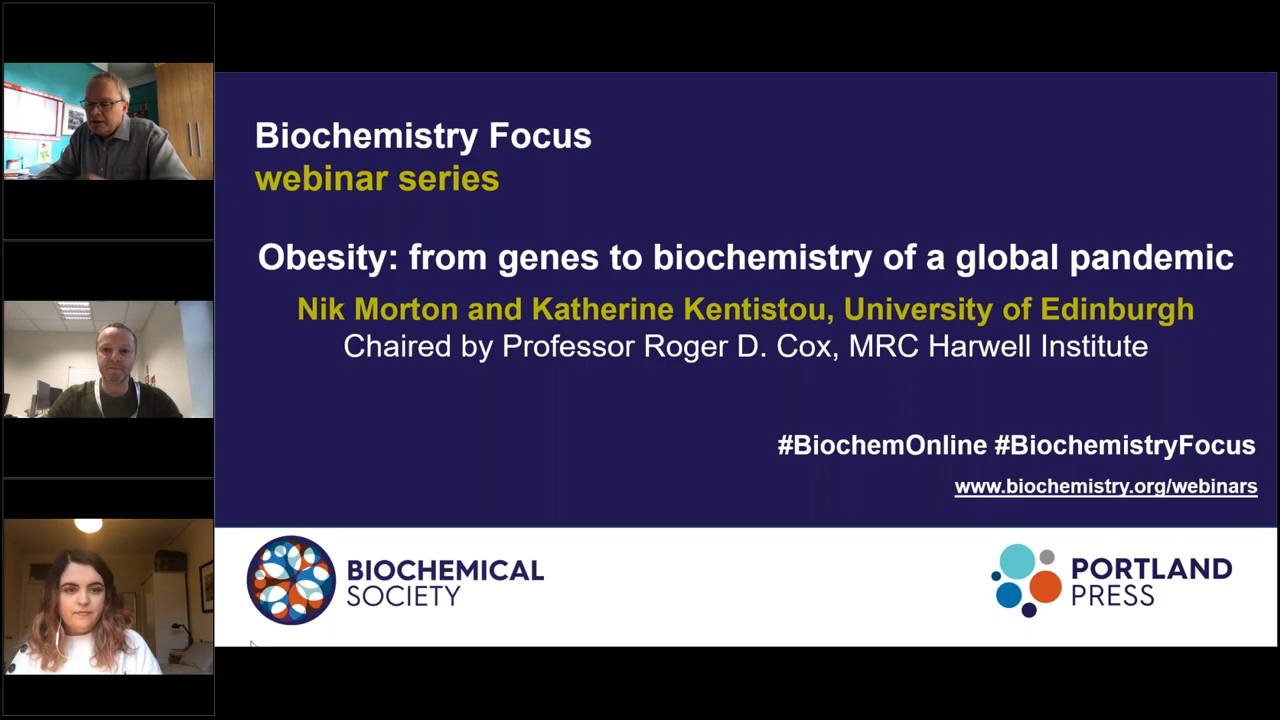 Biochemistry Focus
webinar series
Obesity: from genes to biochemistry of a global pandemic
Nik Morton and Katherine Kentistou, University of Edinburgh
Chaired by Professor Roger D. Cox, MRC Harwell Institute
#BiochemOnline #BiochemistryFocus
www.biochemistry.org/webinars
BIOCHEMICAL
SOCIETY
PORTLAND
PRESS